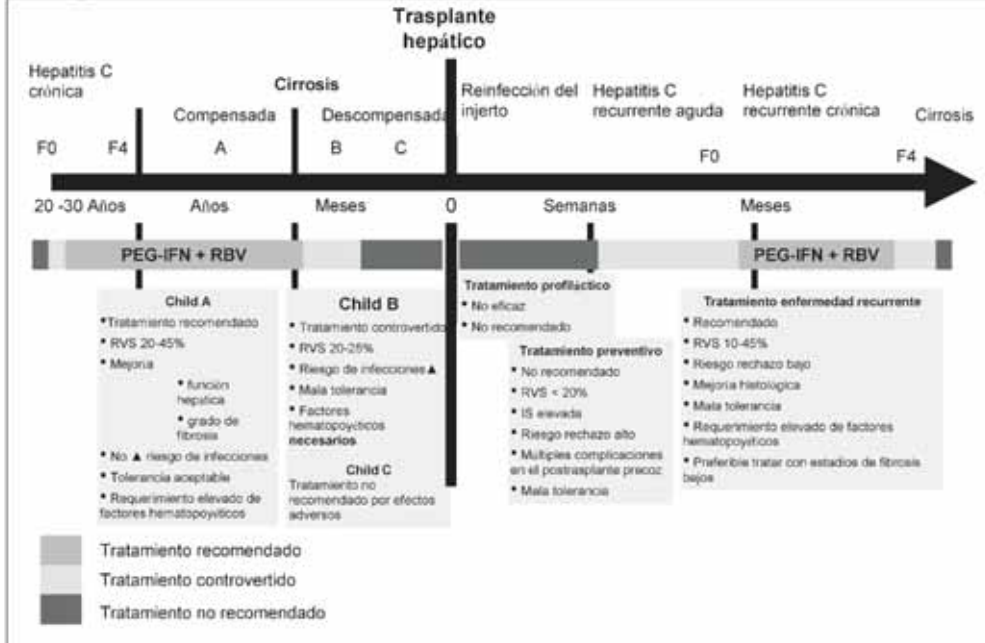 Trasplante
hepático
Hepatitis C
crónica
Cirrosis
Compensada
Descompensada
Reinfección del
injerto
Hepatitis C
recurrente aguda
Hepatitis C
recurrente crónica
Cirrosis
F0
F4
A
B
C
F0
F4
20 -30 Años
Años
Meses
0
Semanas
Meses
PEG-IFN + RBV
PEG-IFN + RBV
Child A
•Tratamiento recomendado
• RVS 20-45%
• Mejoria
• función
hepática
• grado de
fibrosis
• No ▲ riesgo de infecciones
• Tolerancia aceptable
• Requerimiento elevado de
factores hematopoyéticos
Child B
• Tratamiento controvertido
• RVS 20-25%
• Riesgo de infecciones▲
• Mala tolerancia
• Factores
hematopoyéticos
necesarios
Child C
Tratamiento no
recomendado por efectos
adversos
Tratamiento profiláctico
• No eficaz
• No recomendado
Tratamiento preventivo
• No recomendado
• RVS < 20%
• IS elevada
• Riesgo rechazo alto
• Multiples complicaciones
en el postrasplante precoz
• Mala tolerancia
Tratamiento enfermedad recurrente
• Recomendado
• RVS 10-45%
• Riesgo rechazo bajo
• Mejoria histológica
• Mala tolerancia
• Requerimiento elevado de factores
hematopoyéticos
• Preferible tratar con estadios de fibrosis
bajos
Tratamiento recomendado
Tratamiento controvertido
Tratamiento no recomendado